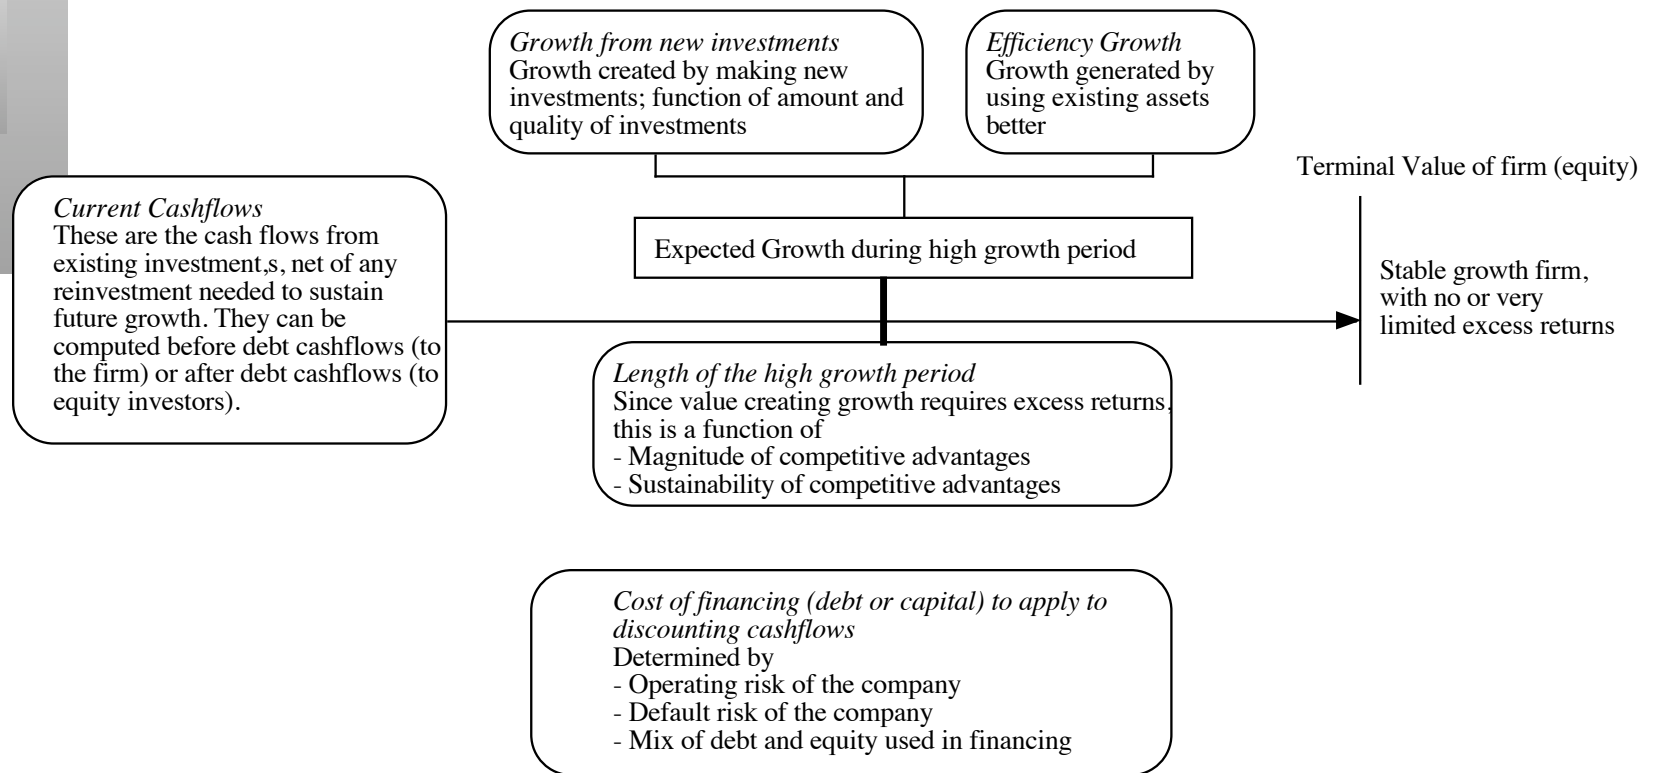 Growth from new investments
Growth created by making new
investments; function of amount and
quality of investments
Efficiency Growth
Growth generated by
using existing assets
better
Terminal Value of firm (equity)
Current Cashflows
These are the cash flows from
existing investment,s, net of any
reinvestment needed to sustain
future growth. They can be
computed before debt cashflows (to
the firm) or after debt cashflows (to
equity investors).
Expected Growth during high growth period
Stable growth firm,
with no or very
limited excess returns
Length of the high growth period
Since value creating growth requires excess returns,
this is a function of
- Magnitude of competitive advantages
- Sustainability of competitive advantages
Cost of financing (debt or capital) to apply to
discounting cashflows
Determined by
- Operating risk of the company
- Default risk of the company
- Mix of debt and equity used in financing